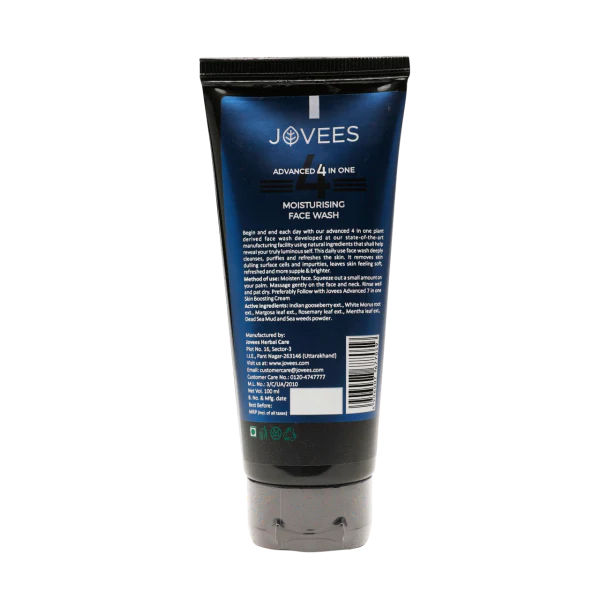 JOVEES
ADVANCED 4 IN ONE
4
MOISTURISING
FACE WASH
Begin and end each day with our advanced 4 in one plant
derived face wash developed at our state-of-the-art
manufacturing facility using natural ingredients that shall help
reveal your truly luminous self. This daily use face wash deeply
cleanses, purifies and refreshes the skin. It removes skin
dulling surface cells and impurities, leaves skin feeling soft,
refreshed and more supple & brighter.
Method of use: Moisten face. Squeeze out a small amount on
your palm. Massage gently on the face and neck. Rinse well
and pat dry. Preferably Follow with Jovees Advanced 7 in one
Skin Boosting Cream
Active Ingredients: Indian gooseberry ext., White Morus root
ext., Margosa leaf ext., Rosemary leaf ext., Mentha leaf ext.,
Dead Sea Mud and Sea weeds powder.
Manufactured by:
Jovees Herbal Care
Plot No. 16, Sector-3
I.I.E., Pant Nagar-263146 (Uttarakhand)
Visit us at: www.jovees.com
Email: customercare@jovees.com
Customer Care No.: 0120-4747777
M.L. No.: 3/C/UA/2010
Net Vol. 100 ml
B. No. & Mfg. date
Best Before:
MRP (incl. of all taxes)